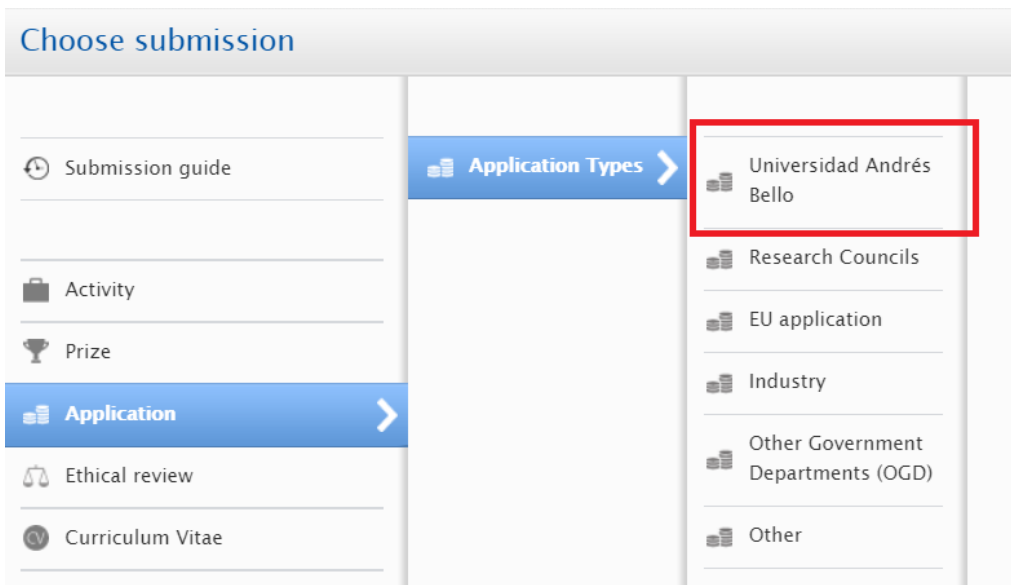 Choose submission
Submission guide
Activity
Prize
Application
Ethical review
CV
Curriculum Vitae
Application Types
Universidad Andrés
Bello
Research Councils
EU application
Industry
Other Government
Departments (OGD)
Other